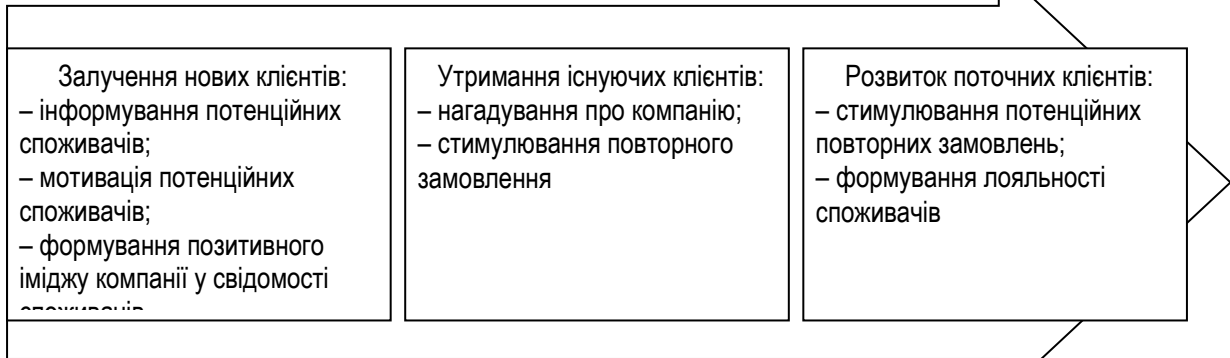 Залучення нових клієнтів:
– інформування потенційних
споживачів;
– мотивація потенційних
споживачів;
– формування позитивного
іміджу компанії у свідомості
Утримання існуючих клієнтів:
– нагадування про компанію;
– стимулювання повторного
замовлення
Розвиток поточних клієнтів:
– стимулювання потенційних
повторних замовлень;
– формування лояльності
споживачів